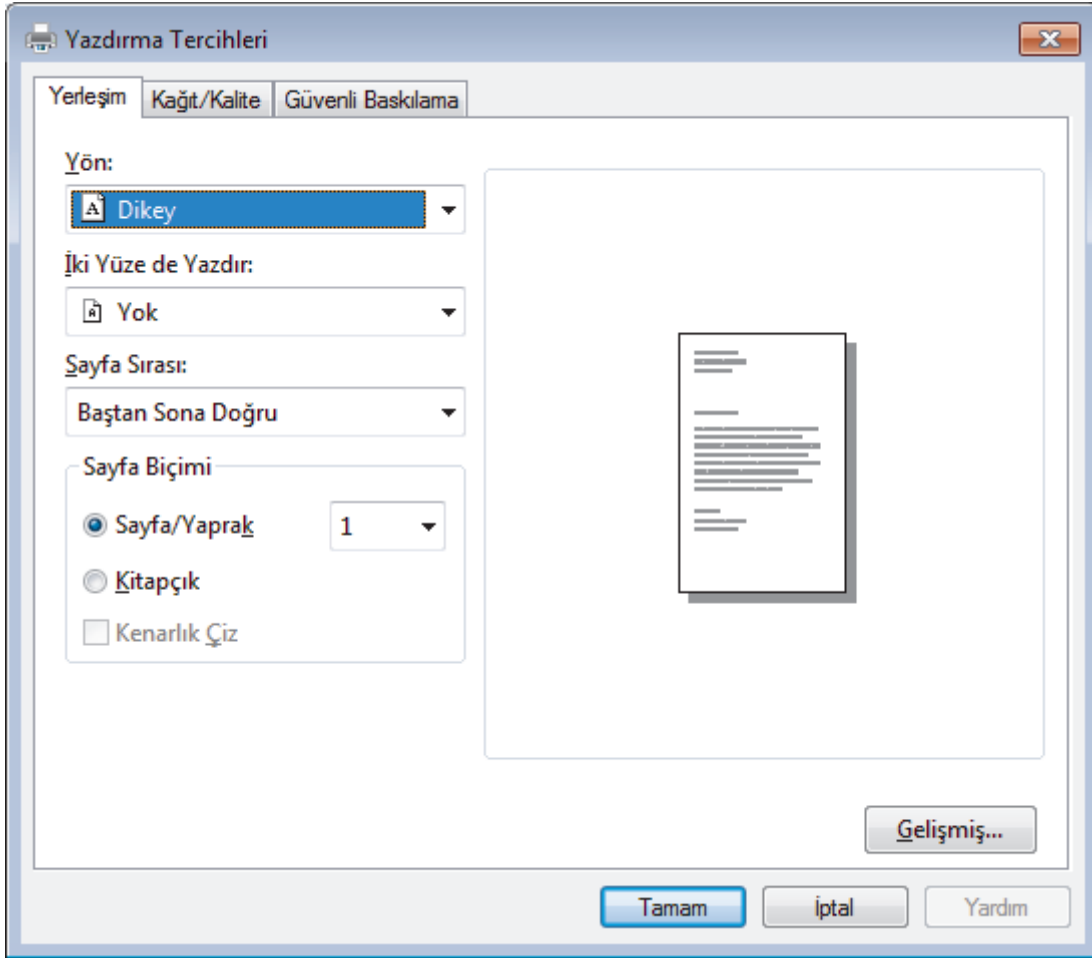 Yazdırma Tercihleri
Yerleşim Kağıt/Kalite Güvenli Baskılama
Yön:
A Dikey
İki Yüze de Yazdır:
A Yok
Sayfa Sırası:
Baştan Sona Doğru
Sayfa Biçimi
Sayfa/Yaprak 1
Kitapçık
Kenarlık Çiz
Gelişmiş...
Tamam İptal Yardım